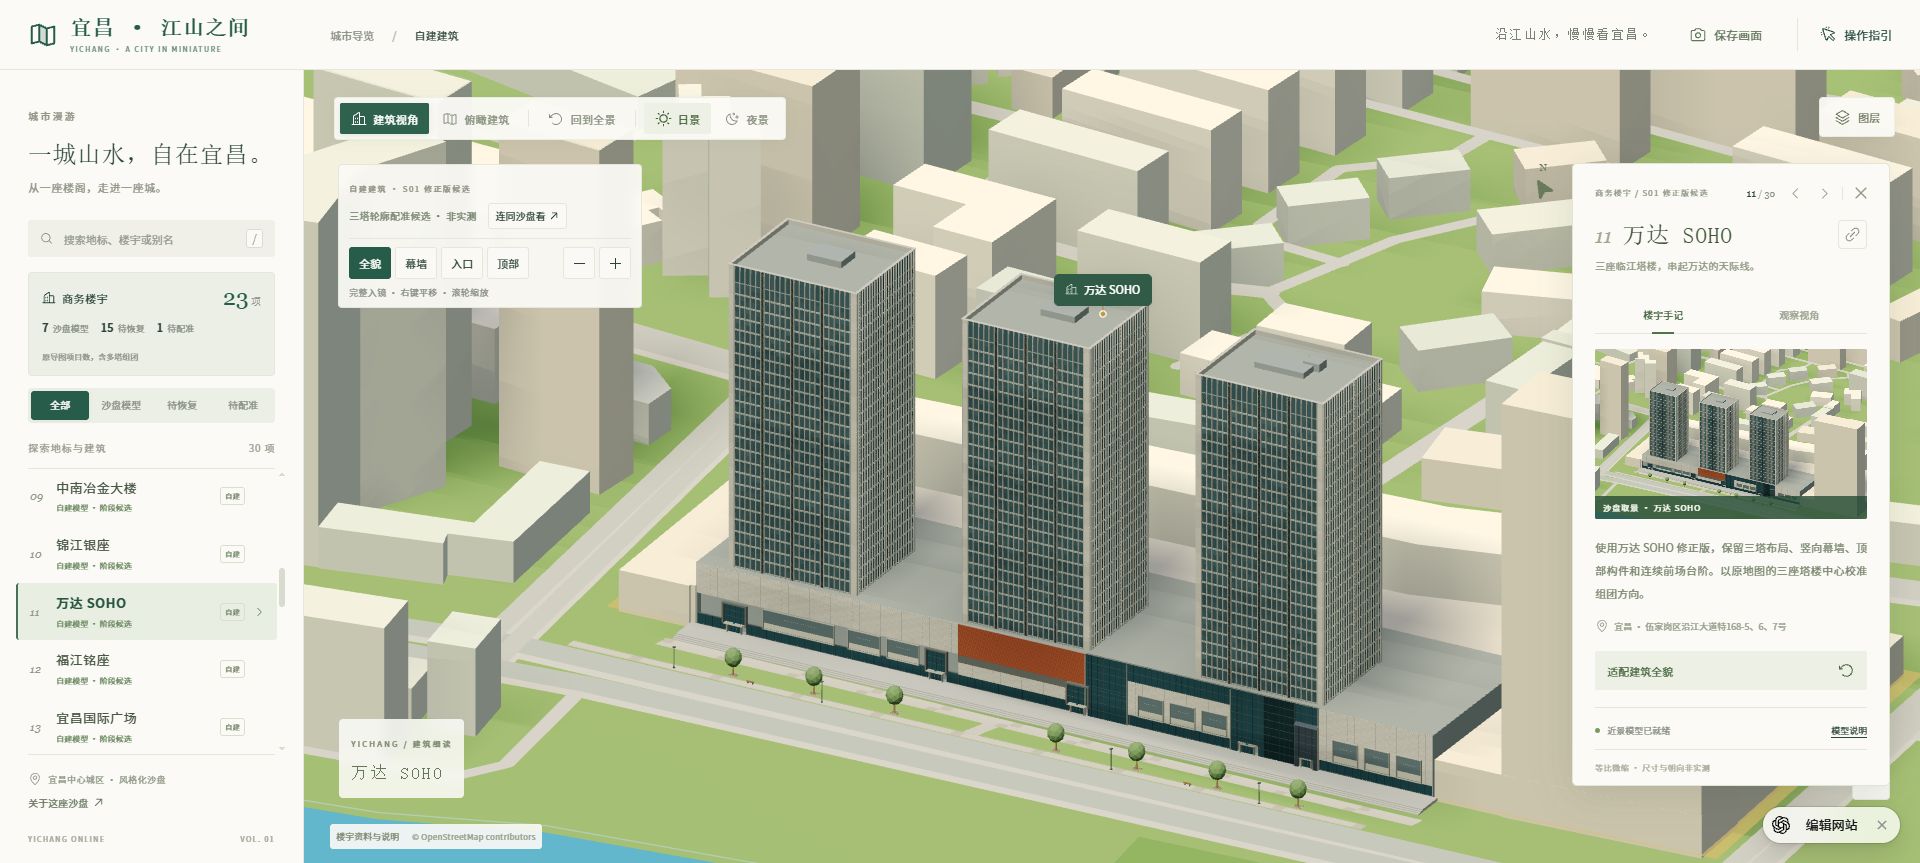 宜昌 • 江山之间
YICHANG • A CITY IN MINIATURE
城市导览 / 自建建筑
沿江山水，慢慢看宜昌。
保存画面
操作指引
城市漫游
一城山水，自在宜昌。
从一座楼阁，走进一座城。
搜索地标、楼宇或别名 /
商务楼宇 23 项
7 沙盘模型 15 待恢复 1 待配准
原导图项目数，含多塔组团
全部 沙盘模型 待恢复 待配准
探索地标与建筑 30 项
09 中南冶金大楼 自建
自建模型 • 阶段候选
10 锦江银座 自建
自建模型 • 阶段候选
11 万达 SOHO 自建
自建模型 • 阶段候选
12 福江铭座 自建
自建模型 • 阶段候选
13 宜昌国际广场 自建
自建模型 • 阶段候选
宜昌中心城区 • 风格化沙盘
关于这座沙盘
YICHANG ONLINE VOL. 01
建筑视角 俯瞰建筑 回到全景 日景 夜景
自建建筑 • S01 修正版候选
三塔轮廓配准候选 • 非实测 连同沙盘看
全貌 幕墙 入口 顶部 − +
完整入镜 • 右键平移 • 滚轮缩放
万达 SOHO
YICHANG / 建筑细读
万达 SOHO
楼宇资料与说明 © OpenStreetMap contributors
图层
N
商务楼宇 / S01 修正版候选 11 / 30
11 万达 SOHO
三座临江塔楼，串起万达的天际线。
楼宇手记 观察视角
沙盘取景 • 万达 SOHO
使用万达 SOHO 修正版，保留三塔布局、竖向幕墙、顶
部构件和连续前场台阶。以原地图的三座塔楼中心校准
组团方向。
宜昌 • 伍家岗区沿江大道特168-5、6、7号
适配建筑全貌
近景模型已就绪 模型说明
等比微缩 • 尺寸与朝向非实测
编辑网站